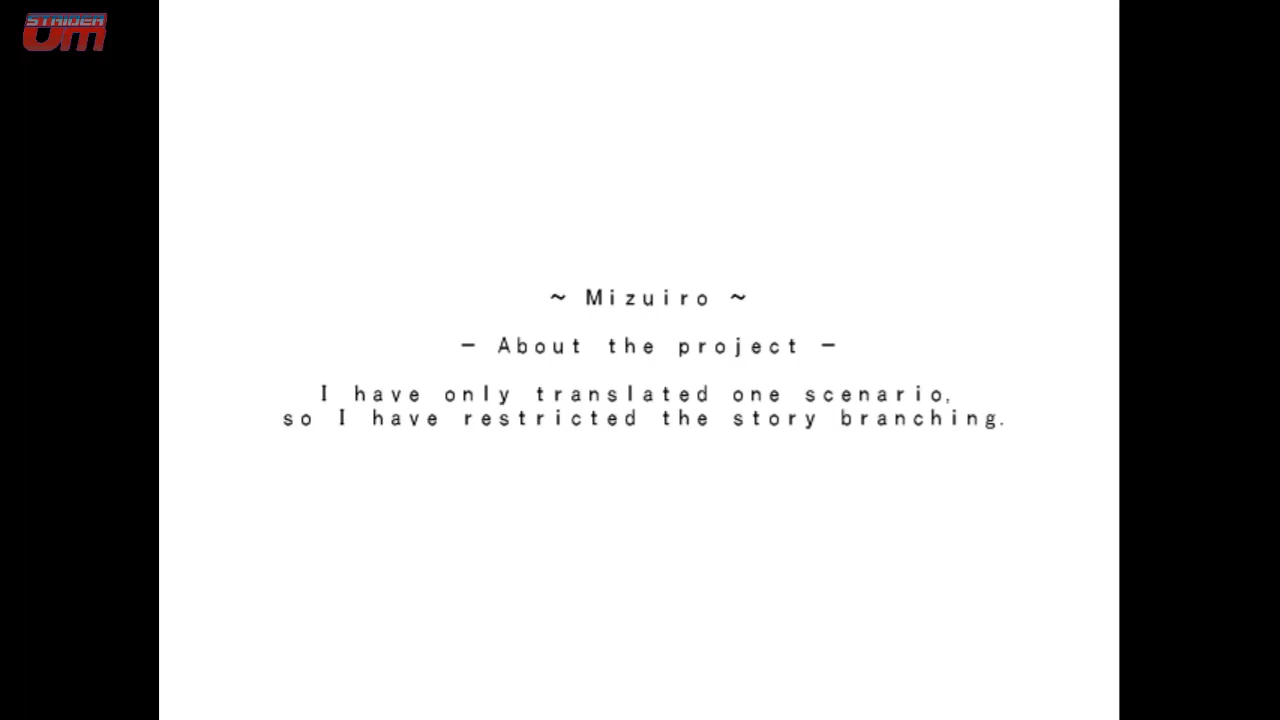 STRIDER
Um
~ Mizuiro ~
- About the project -
I have only translated one scenario,
so I have restricted the story branching.